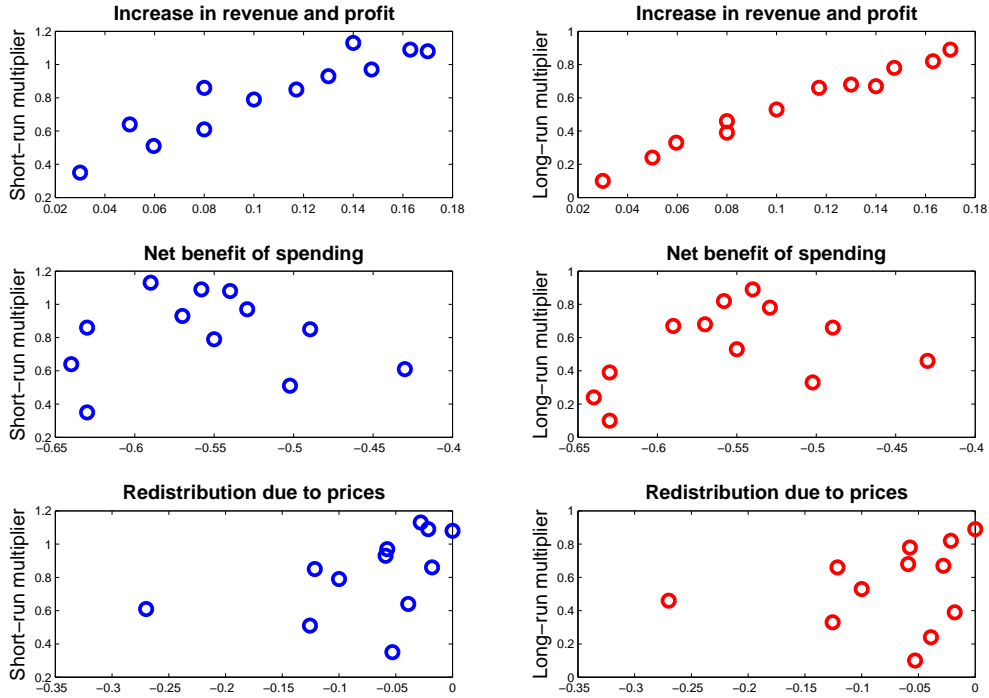 Increase in revenue and profit
Short-run multiplier
1.2
1
0.8
0.6
0.4
0.2
0.02 0.04 0.06 0.08 0.1 0.12 0.14 0.16 0.18
Increase in revenue and profit
Long-run multiplier
1
0.8
0.6
0.4
0.2
0
0.02 0.04 0.06 0.08 0.1 0.12 0.14 0.16 0.18
Net benefit of spending
Short-run multiplier
1.2
1
0.8
0.6
0.4
0.2
-0.65 -0.6 -0.55 -0.5 -0.45 -0.4
Net benefit of spending
Long-run multiplier
1
0.8
0.6
0.4
0.2
0
-0.65 -0.6 -0.55 -0.5 -0.45 -0.4
Redistribution due to prices
Short-run multiplier
1.2
1
0.8
0.6
0.4
0.2
-0.35 -0.3 -0.25 -0.2 -0.15 -0.1 -0.05 0
Redistribution due to prices
Long-run multiplier
1
0.8
0.6
0.4
0.2
0
-0.35 -0.3 -0.25 -0.2 -0.15 -0.1 -0.05 0